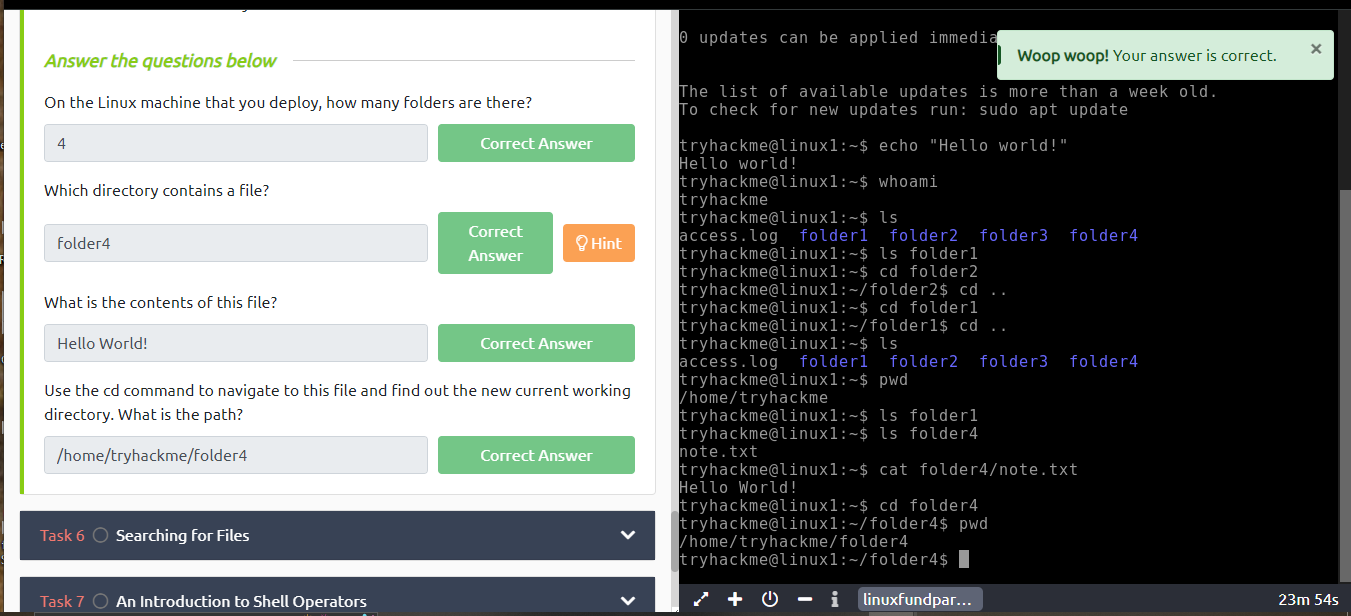 Answer the questions below
On the Linux machine that you deploy, how many folders are there?
4
Correct Answer
Which directory contains a file?
folder4
Correct
Answer
Hint
What is the contents of this file?
Hello World!
Correct Answer
Use the cd command to navigate to this file and find out the new current working
directory. What is the path?
/home/tryhackme/folder4
Correct Answer
Task 6 Searching for Files
Task 7 An Introduction to Shell Operators
0 updates can be applied immedia
Woop woop! Your answer is correct.
×
The list of available updates is more than a week old.
To check for new updates run: sudo apt update
tryhackme@linux1:~$ echo "Hello world!"
Hello world!
tryhackme@linux1:~$ whoami
tryhackme
tryhackme@linux1:~$ ls
access.log folder1 folder2 folder3 folder4
tryhackme@linux1:~$ ls folder1
tryhackme@linux1:~$ cd folder2
tryhackme@linux1:~/folder2$ cd ..
tryhackme@linux1:~$ cd folder1
tryhackme@linux1:~/folder1$ cd ..
tryhackme@linux1:~$ ls
access.log folder1 folder2 folder3 folder4
tryhackme@linux1:~$ pwd
/home/tryhackme
tryhackme@linux1:~$ ls folder1
tryhackme@linux1:~$ ls folder4
note.txt
tryhackme@linux1:~$ cat folder4/note.txt
Hello World!
tryhackme@linux1:~$ cd folder4
tryhackme@linux1:~/folder4$ pwd
/home/tryhackme/folder4
tryhackme@linux1:~/folder4$
linuxfundpar...
23m 54s